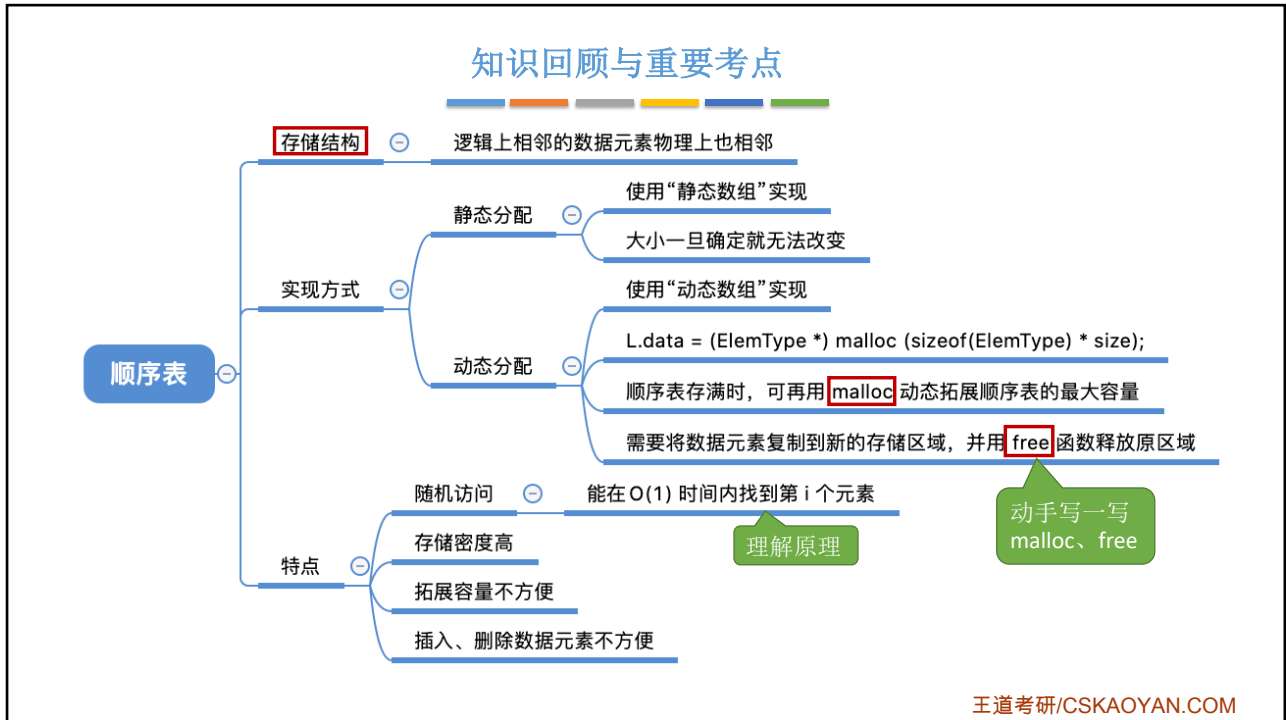 知识回顾与重要考点
存储结构
逻辑上相邻的数据元素物理上也相邻
使用“静态数组”实现
静态分配
大小一旦确定就无法改变
实现方式
使用“动态数组”实现
L.data = (ElemType *) malloc (sizeof(ElemType) * size);
动态分配
顺序表
顺序表存满时，可再用 malloc 动态拓展顺序表的最大容量
需要将数据元素复制到新的存储区域，并用 free 函数释放原区域
随机访问
能在O(1) 时间内找到第 i 个元素
动手写一写
malloc、free
理解原理
存储密度高
特点
拓展容量不方便
插入、删除数据元素不方便
王道考研/CSKAOYAN.COM